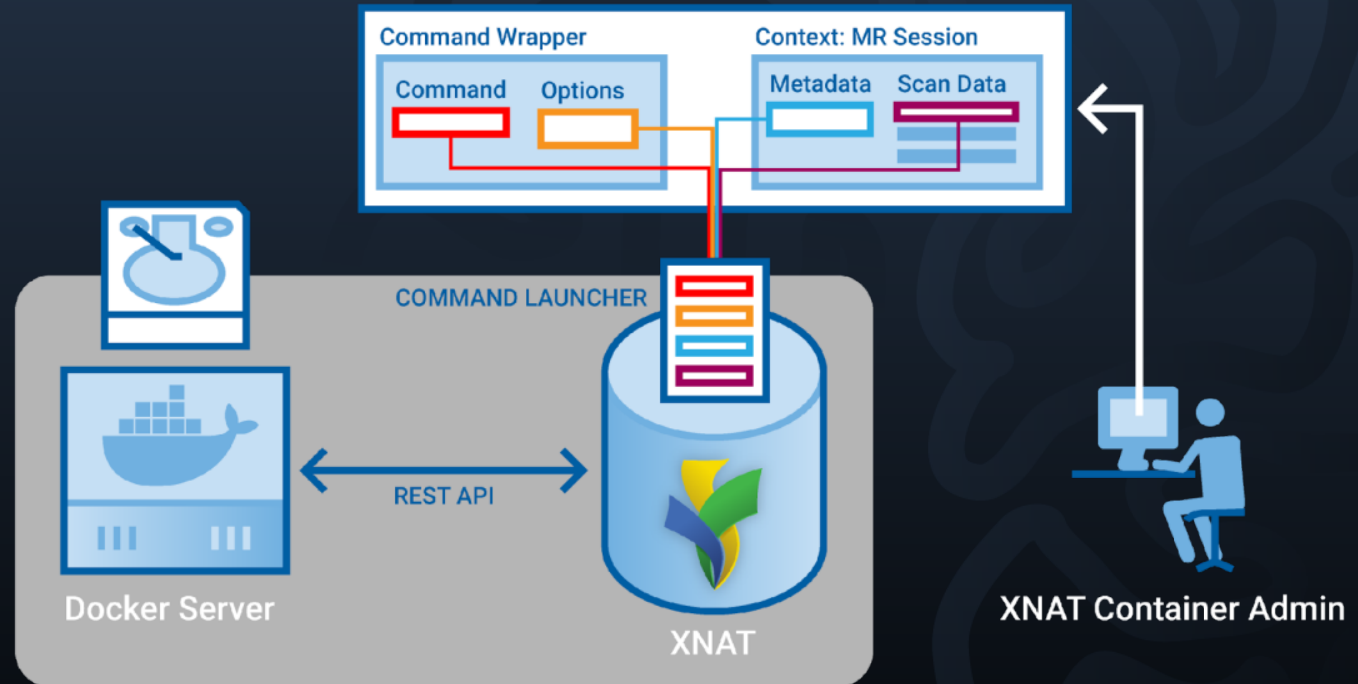 Command Wrapper
Context: MR Session
Command
Options
Metadata
Scan Data
COMMAND LAUNCHER
REST API
Docker Server
XNAT
XNAT Container Admin